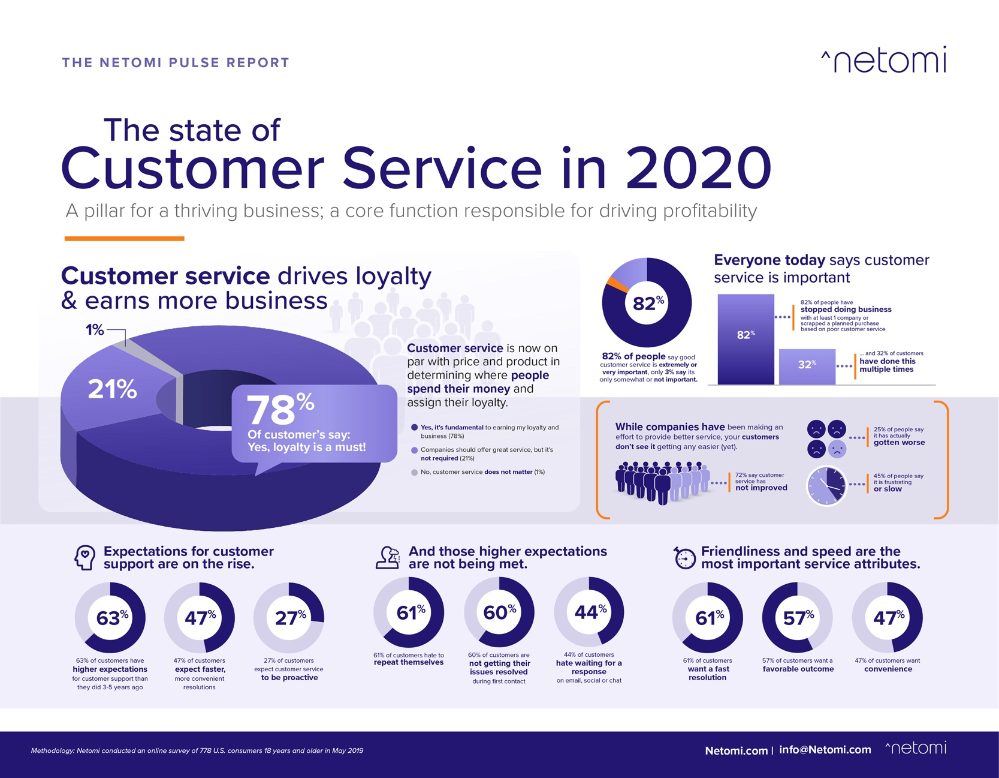 THE NETOMI PULSE REPORT
^netomi
The state of
Customer Service in 2020
A pillar for a thriving business; a core function responsible for driving profitability
Customer service drives loyalty
& earns more business
1%
21%
78%
Of customer's say:
Yes, loyalty is a must!
Customer service is now on
par with price and product in
determining where people
spend their money and
assign their loyalty.
Yes, it's fundamental to earning my loyalty and
business (78%)
Companies should offer great service, but it's
not required (21%)
No, customer service does not matter (1%)
82%
82% of people say good
customer service is extremely or
very important, only 3% say its
only somewhat or not important.
Everyone today says customer
service is important
82%
82% of people have
stopped doing business
with at least 1 company or
scrapped a planned purchase
based on poor customer service
32%
... and 32% of customers
have done this
multiple times
While companies have been making an
effort to provide better service, your customers
don't see it getting any easier (yet).
72% say customer
service has
not improved
25% of people say
it has actually
gotten worse
45% of people say
it is frustrating
or slow
Expectations for customer
support are on the rise.
63%
63% of customers have
higher expectations
for customer support than
they did 3-5 years ago
47%
47% of customers
expect faster,
more convenient
resolutions
27%
27% of customers
expect customer service
to be proactive
And those higher expectations
are not being met.
61%
61% of customers hate to
repeat themselves
60%
60% of customers are
not getting their
issues resolved
during first contact
44%
44% of customers
hate waiting for a
response
on email, social or chat
Friendliness and speed are the
most important service attributes.
61%
61% of customers
want a fast
resolution
57%
57% of customers want a
favorable outcome
47%
47% of customers want
convenience
Methodology: Netomi conducted an online survey of 778 U.S. consumers 18 years and older in May 2019
Netomi.com | info@Netomi.com
^netomi